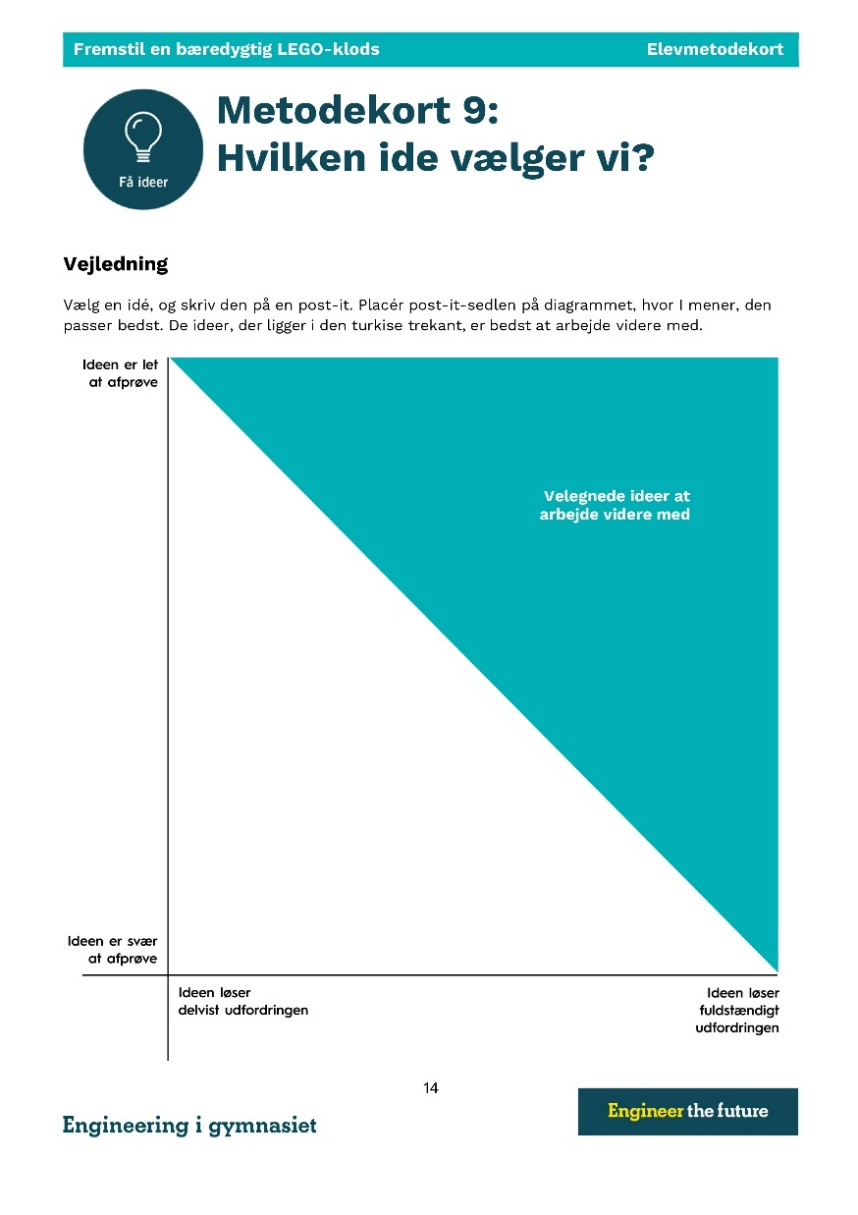 Fremstil en bæredygtig LEGO-klods Elevmetodekort
Få ideer
Metodekort 9:
Hvilken ide vælger vi?
Vejledning
Vælg en idé, og skriv den på en post-it. Placér post-it-sedlen på diagrammet, hvor I mener, den
passer bedst. De ideer, der ligger i den turkise trekant, er bedst at arbejde videre med.
Ideen er let
at afprøve
Velegnede ideer at
arbejde videre med
Ideen er svær
at afprøve
Ideen løser
delvist udfordringen
Ideen løser
fuldstændigt
udfordringen
14
Engineering i gymnasiet
Engineer the future